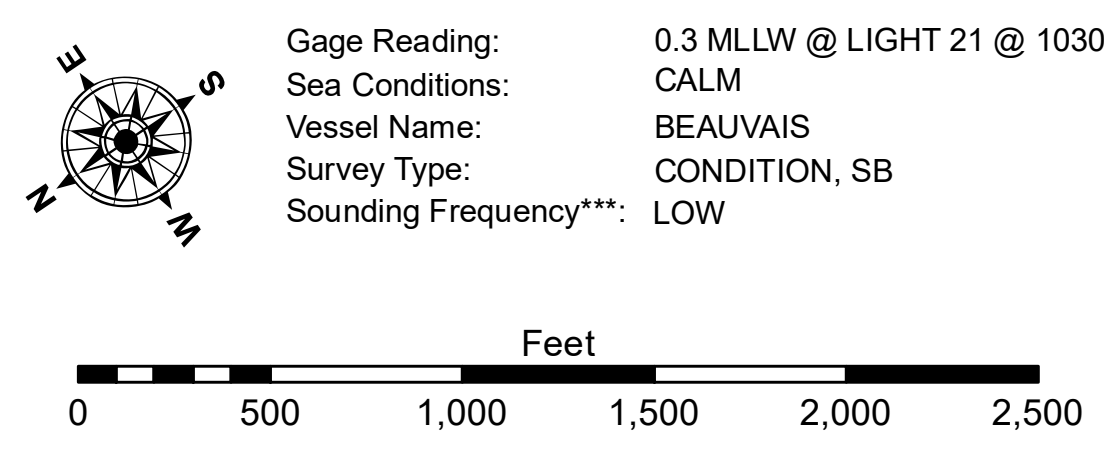 E
S
N
W
Gage Reading: 0.3 MLLW @ LIGHT 21 @ 1030
Sea Conditions: CALM
Vessel Name: BEAUVAIS
Survey Type: CONDITION, SB
Sounding Frequency***: LOW
Feet
0 500 1,000 1,500 2,000 2,500